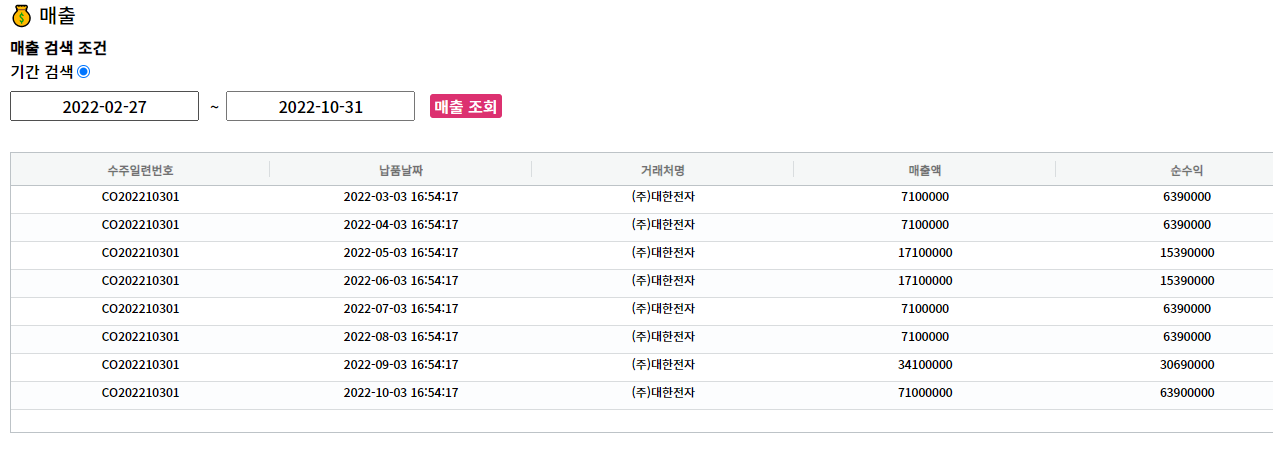 매출
매출 검색 조건
기간 검색
2022-02-27 ~ 2022-10-31 매출 조회
수주일련번호 납품날짜 거래처명 매출액 순수익
CO202210301 2022-03-03 16:54:17 (주)대한전자 7100000 6390000
CO202210301 2022-04-03 16:54:17 (주)대한전자 7100000 6390000
CO202210301 2022-05-03 16:54:17 (주)대한전자 17100000 15390000
CO202210301 2022-06-03 16:54:17 (주)대한전자 17100000 15390000
CO202210301 2022-07-03 16:54:17 (주)대한전자 7100000 6390000
CO202210301 2022-08-03 16:54:17 (주)대한전자 7100000 6390000
CO202210301 2022-09-03 16:54:17 (주)대한전자 34100000 30690000
CO202210301 2022-10-03 16:54:17 (주)대한전자 71000000 63900000